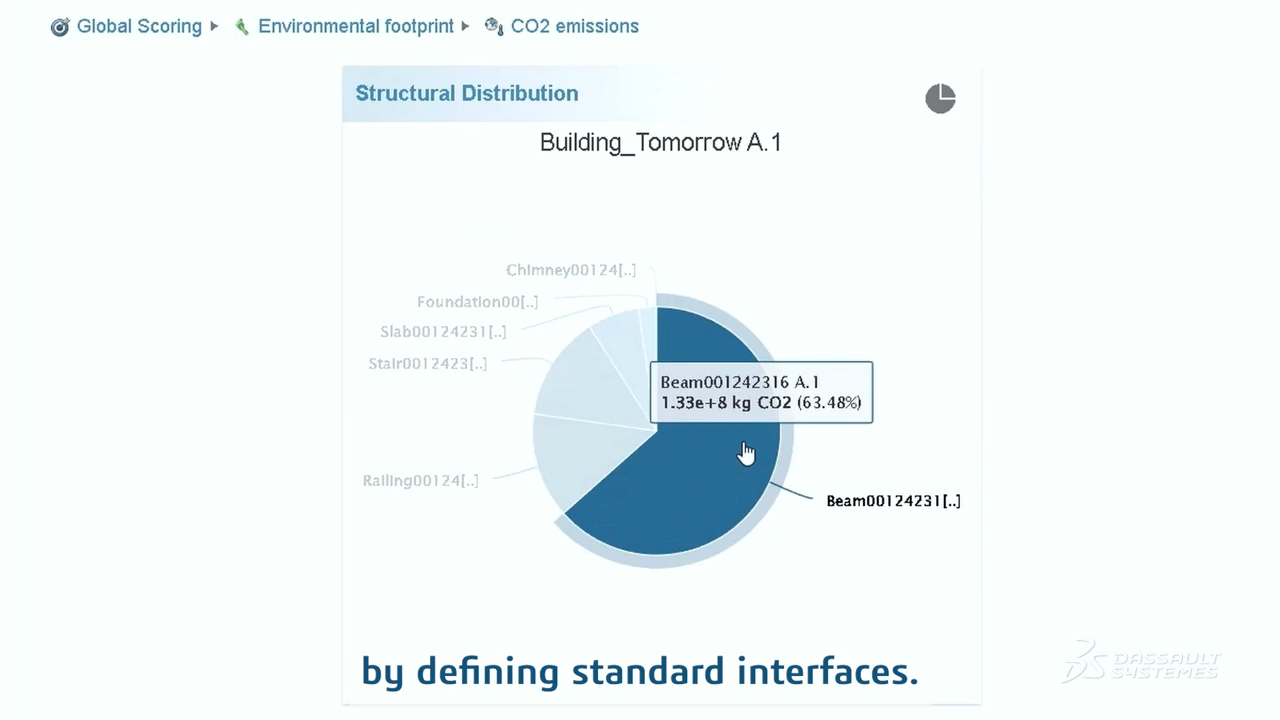 Global Scoring Environmental footprint CO2 emissions
Structural Distribution
Building_Tomorrow A.1
Chimney00124[..]
Foundation00[..]
Slab00124231[..]
Stair0012423[..]
Beam001242316 A.1
1.33e+8 kg CO2 (63.48%)
Railing00124[..]
Beam00124231[..]
by defining standard interfaces.
DASSAULT
SYSTEMES